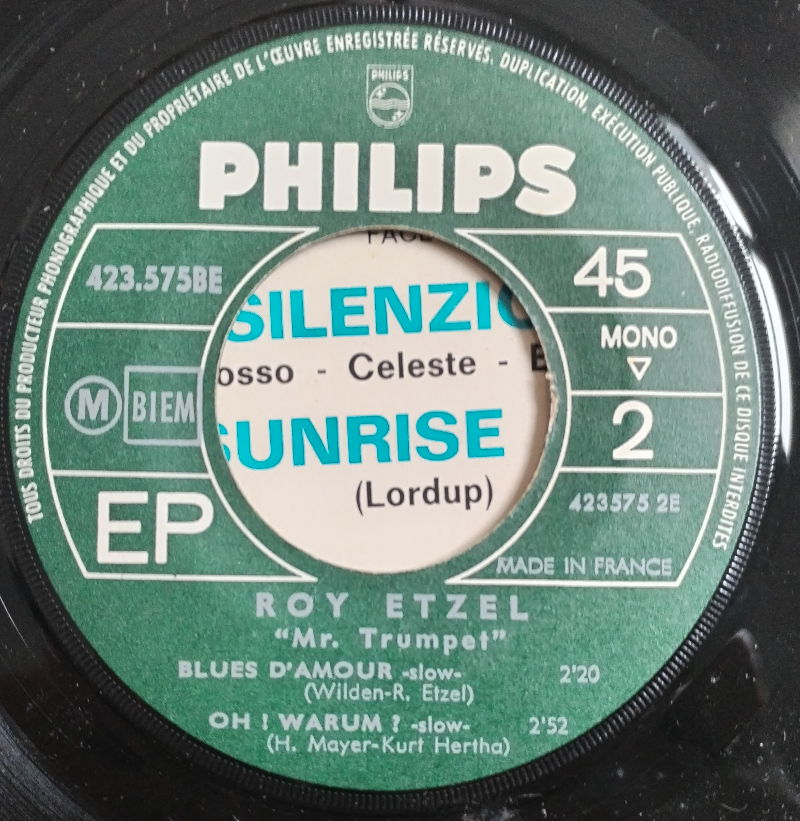 TOUS DROITS DU PRODUCTEUR PHONOGRAPHIQUE ET DU PROPRIÉTAIRE DE L'ŒUVRE ENREGISTRÉE RÉSERVÉS. DUPLICATION, EXÉCUTION PUBLIQUE, RADIODIFFUSION DE CE DISQUE INTERDITES
PHILIPS
PHILIPS
423.575BE
45
MONO
M BIEM
2
EP
423575 2E
MADE IN FRANCE
SILENZIO
osso - Celeste -
SUNRISE
(Lordup)
ROY ETZEL
"Mr. Trumpet"
BLUES D'AMOUR -slow- 2'20
(Wilden-R. Etzel)
OH ! WARUM ? -slow- 2'52
(H. Mayer-Kurt Hertha)